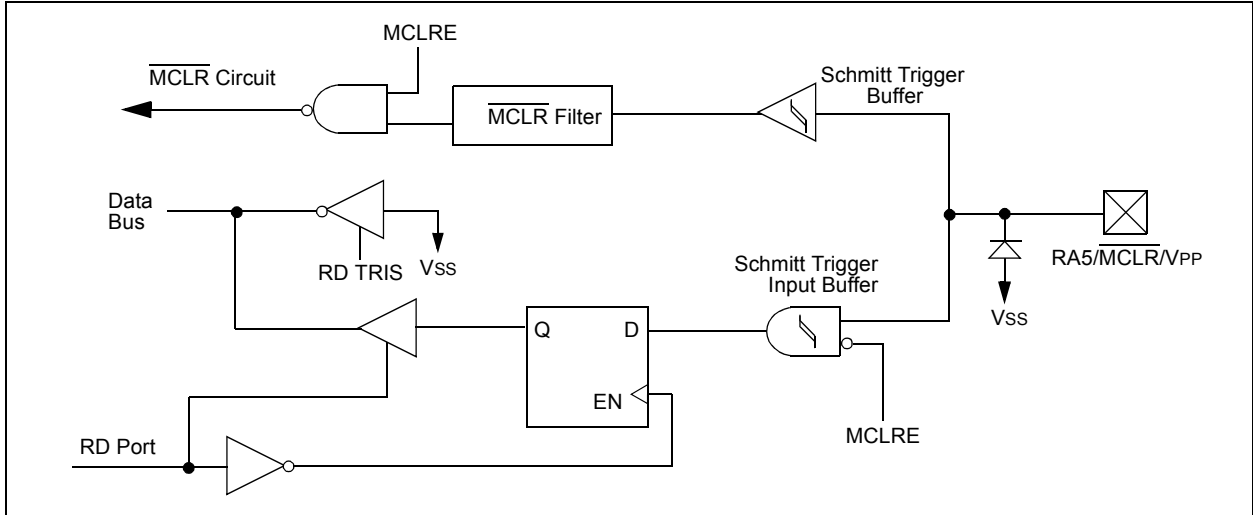 MCLRE
MCLR Circuit
Schmitt Trigger
Buffer
MCLR Filter
Data
Bus
RD TRIS
VSS
Schmitt Trigger
Input Buffer
RA5/MCLR/VPP
VSS
Q
D
EN
MCLRE
RD Port